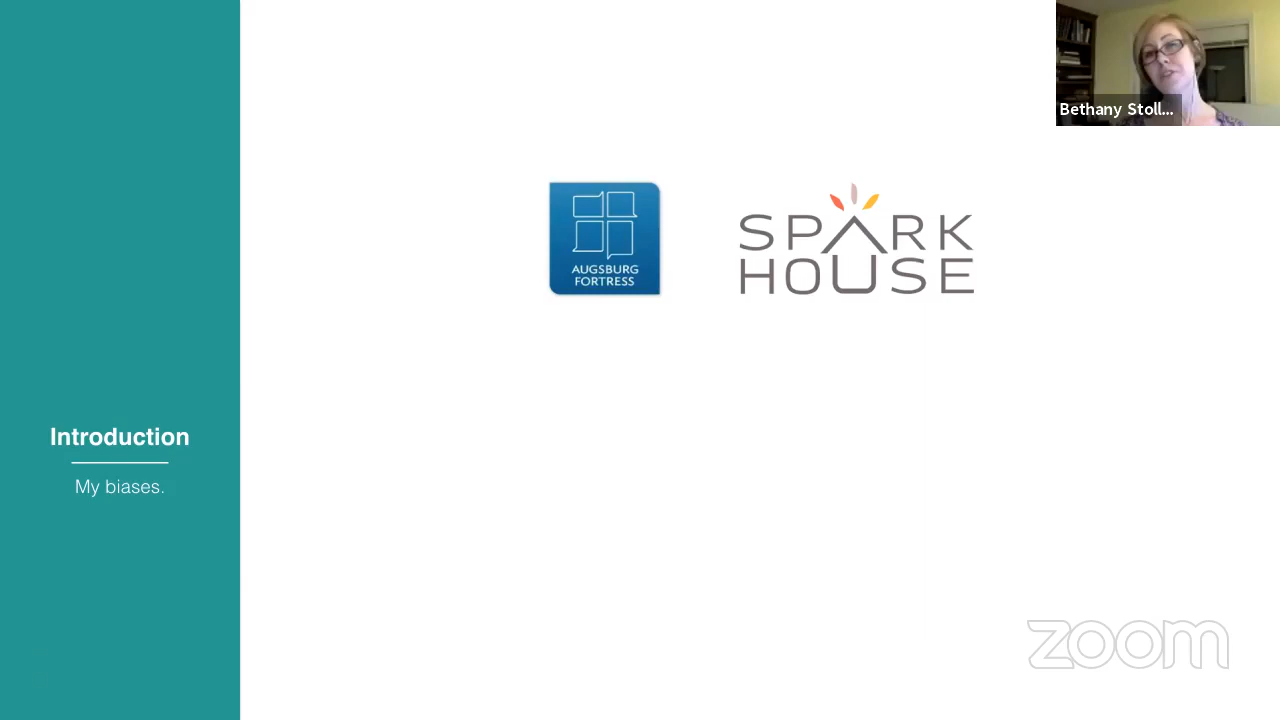 Bethany Stoll...
AUGSBURG
FORTRESS
SPARK
HOUSE
Introduction
My biases.
zoom